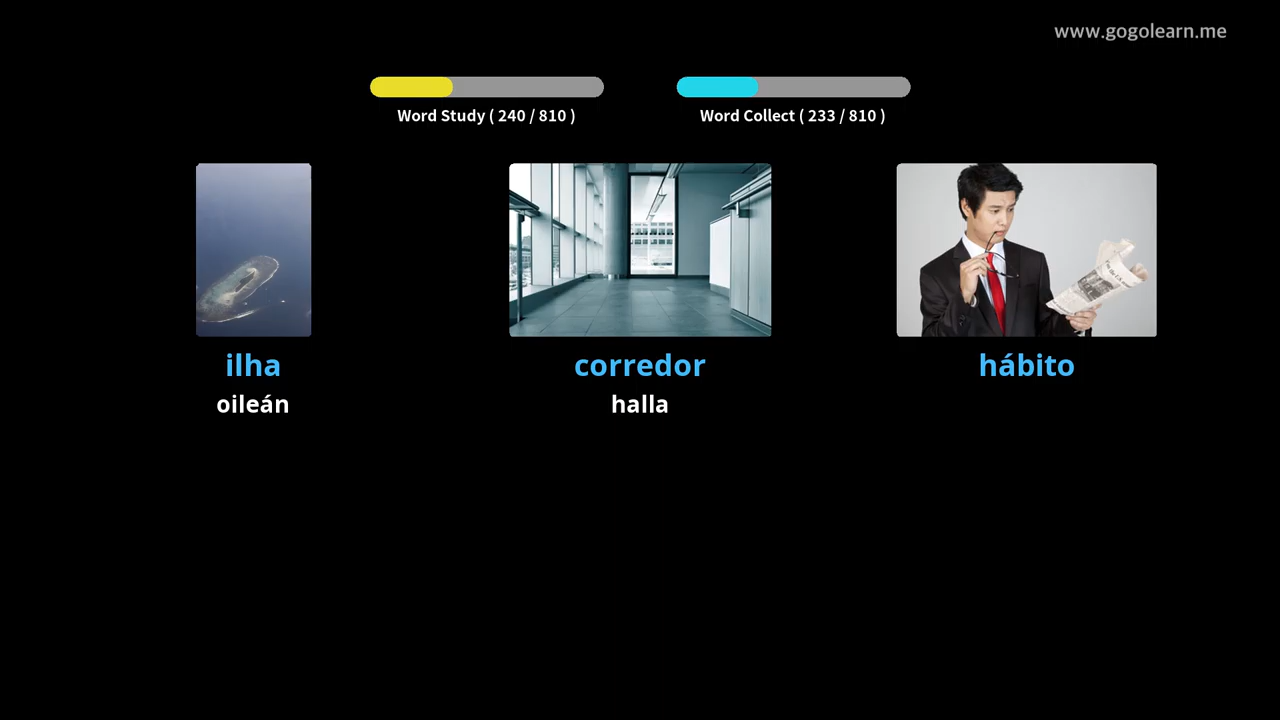 www.gogolearn.me
Word Study ( 240 / 810 )
Word Collect ( 233 / 810 )
ilha
oileán
corredor
halla
hábito